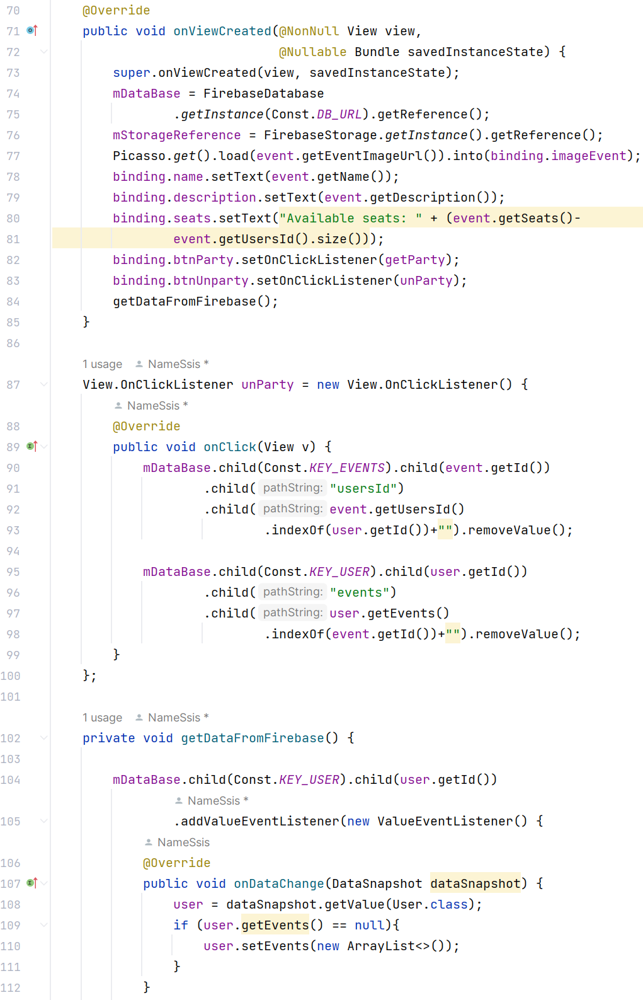 70 @Override
71 public void onViewCreated(@NonNull View view,
72 @Nullable Bundle savedInstanceState) {
73 super.onViewCreated(view, savedInstanceState);
74 mDataBase = FirebaseDatabase
75 .getInstance(Const.DB_URL).getReference();
76 mStorageReference = FirebaseStorage.getInstance().getReference();
77 Picasso.get().load(event.getEventImageUrl()).into(binding.imageEvent);
78 binding.name.setText(event.getName());
79 binding.description.setText(event.getDescription());
80 binding.seats.setText("Available seats: " + (event.getSeats()-
81 event.getUsersId().size()));
82 binding.btnParty.setOnClickListener(getParty);
83 binding.btnUnparty.setOnClickListener(unParty);
84 getDataFromFirebase();
85 }
86
1 usage NameSsis *
87 View.OnClickListener unParty = new View.OnClickListener() {
NameSsis *
88 @Override
89 public void onClick(View v) {
90 mDataBase.child(Const.KEY_EVENTS).child(event.getId())
91 .child( pathString: "usersId")
92 .child( pathString: event.getUsersId()
93 .indexOf(user.getId())+"").removeValue();
94
95 mDataBase.child(Const.KEY_USER).child(user.getId())
96 .child( pathString: "events")
97 .child( pathString: user.getEvents()
98 .indexOf(event.getId())+"").removeValue();
99 }
100 };
101
1 usage NameSsis *
102 private void getDataFromFirebase() {
103
104 mDataBase.child(Const.KEY_USER).child(user.getId())
NameSsis *
105 .addValueEventListener(new ValueEventListener() {
NameSsis
106 @Override
107 public void onDataChange(DataSnapshot dataSnapshot) {
108 user = dataSnapshot.getValue(User.class);
109 if (user.getEvents() == null){
110 user.setEvents(new ArrayList<>());
111 }
112 }